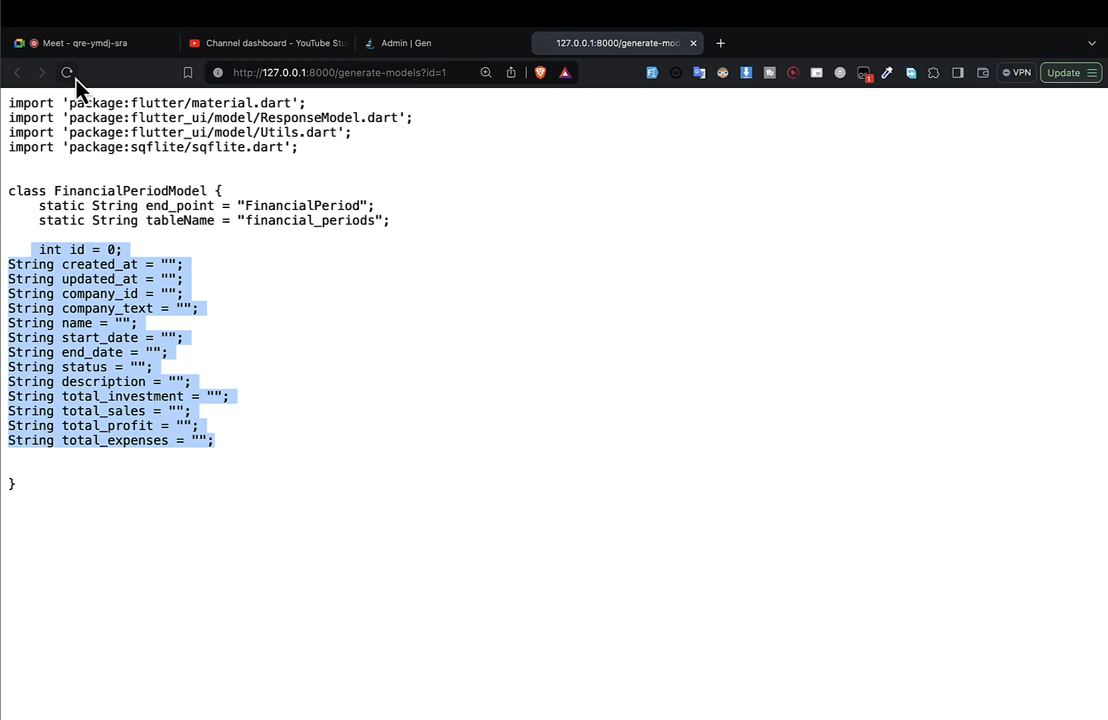 Meet - qre-ymdj-sra
Channel dashboard - YouTube Stu
Admin | Gen
127.0.0.1:8000/generate-mod
http://127.0.0.1:8000/generate-models?id=1
1
VPN
Update
import 'package:flutter/material.dart';
import 'package:flutter_ui/model/ResponseModel.dart';
import 'package:flutter_ui/model/Utils.dart';
import 'package:sqflite/sqflite.dart';
class FinancialPeriodModel {
static String end_point = "FinancialPeriod";
static String tableName = "financial_periods";
int id = 0;
String created_at = "";
String updated_at = "";
String company_id = "";
String company_text = "";
String name = "";
String start_date = "";
String end_date = "";
String status = "";
String description = "";
String total_investment = "";
String total_sales = "";
String total_profit = "";
String total_expenses = "";
}